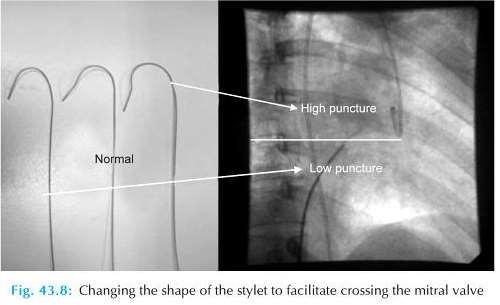 High puncture
Normal
Low puncture
Fig. 43.8: Changing the shape of the stylet to facilitate crossing the mitral valve